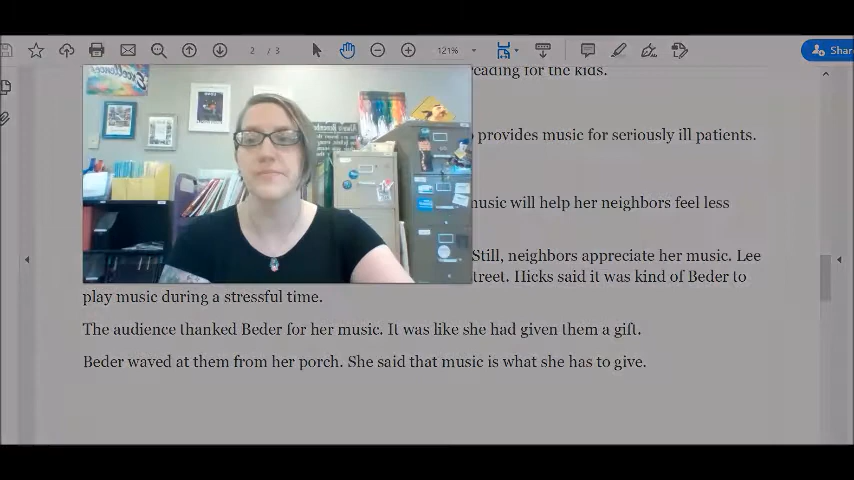 2 / 3
121%
Shar
eading for the kids.
provides music for seriously ill patients.
nusic will help her neighbors feel less
Still, neighbors appreciate her music. Lee
treet. Hicks said it was kind of Beder to
play music during a stressful time.
The audience thanked Beder for her music. It was like she had given them a gift.
Beder waved at them from her porch. She said that music is what she has to give.